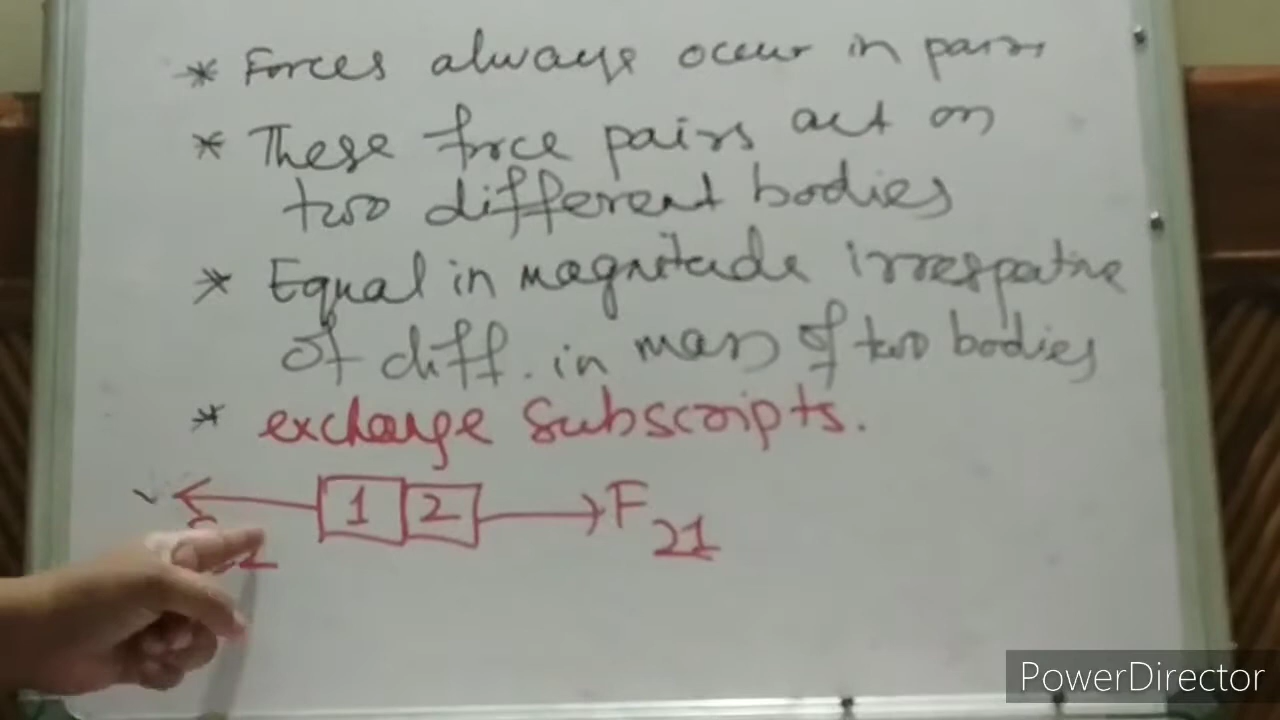 * Forces always occur in pairs
* These force pairs act on
two different bodies
* Equal in magnitude irrespective
of diff. in mass of two bodies
* exchange subscripts.
1 2 F21
PowerDirector